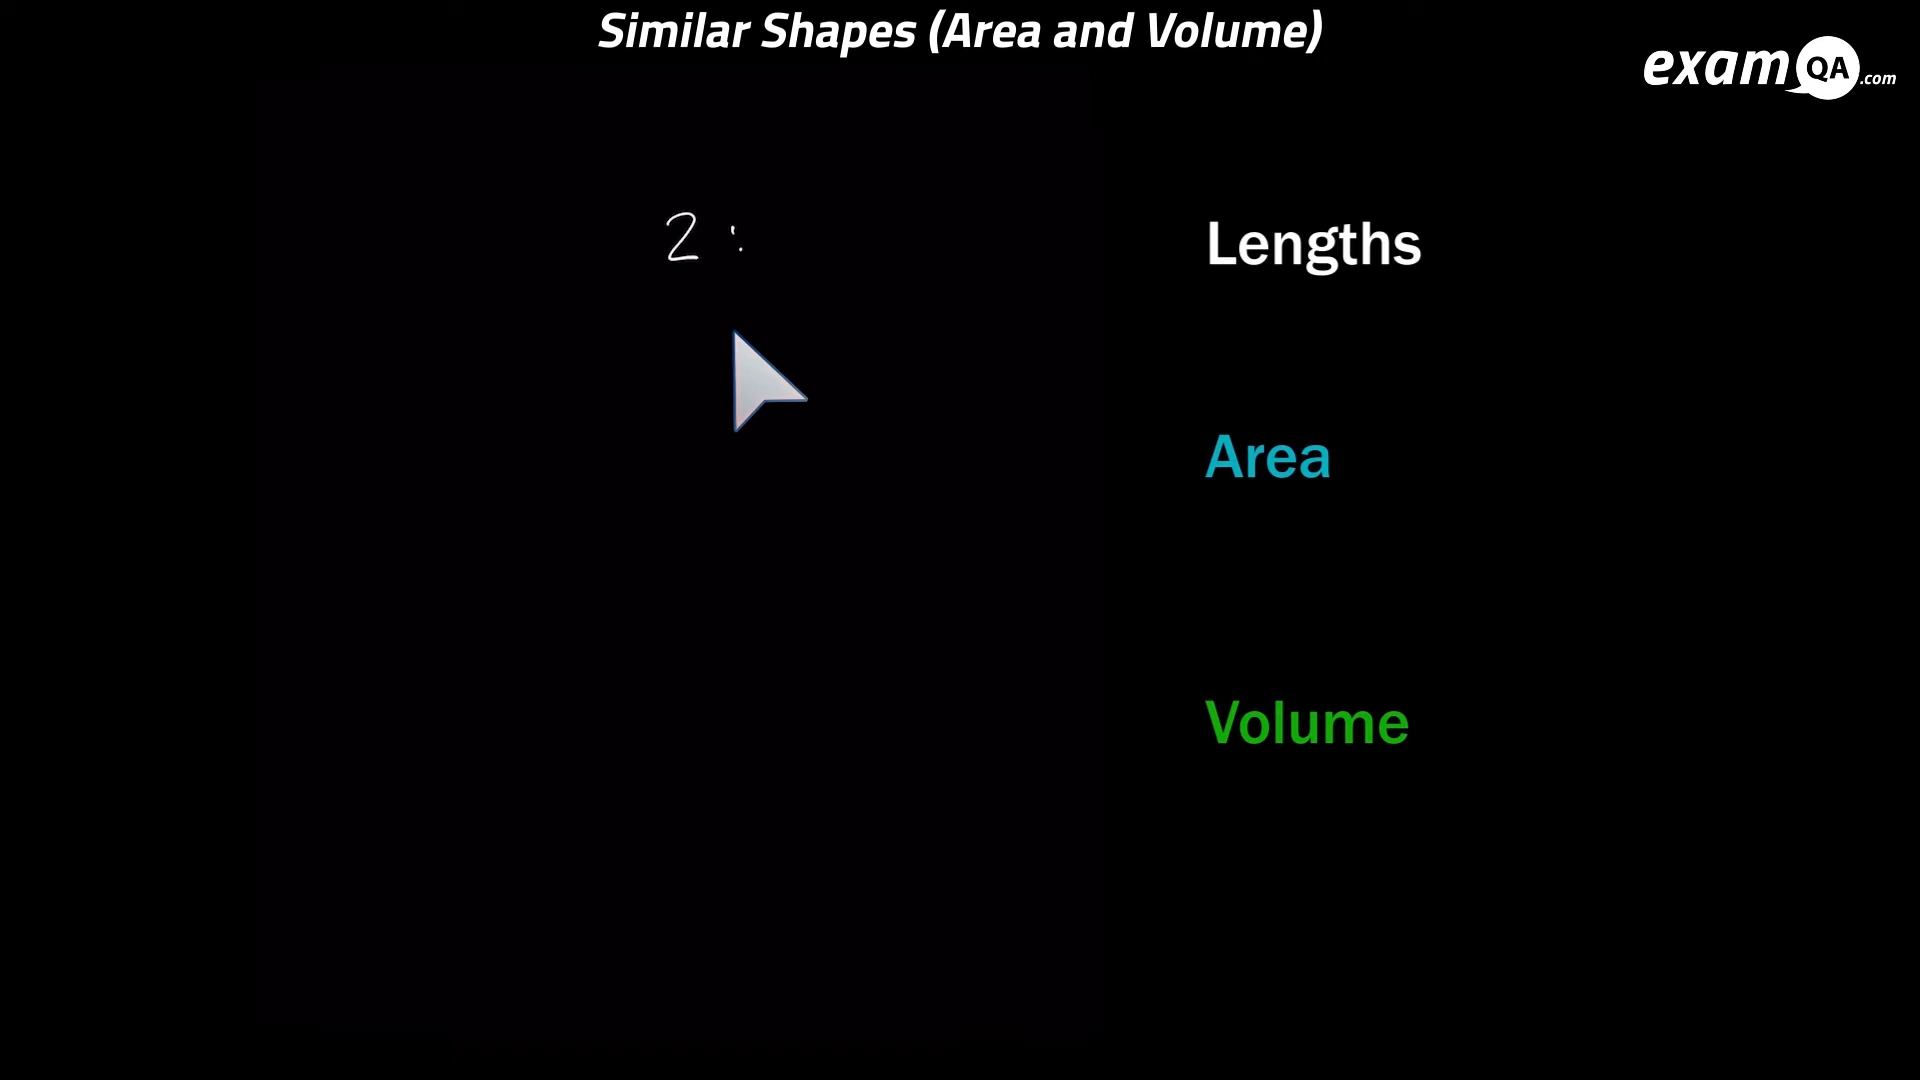 Similar Shapes (Area and Volume)
examQA.com
2 : Lengths
Area
Volume